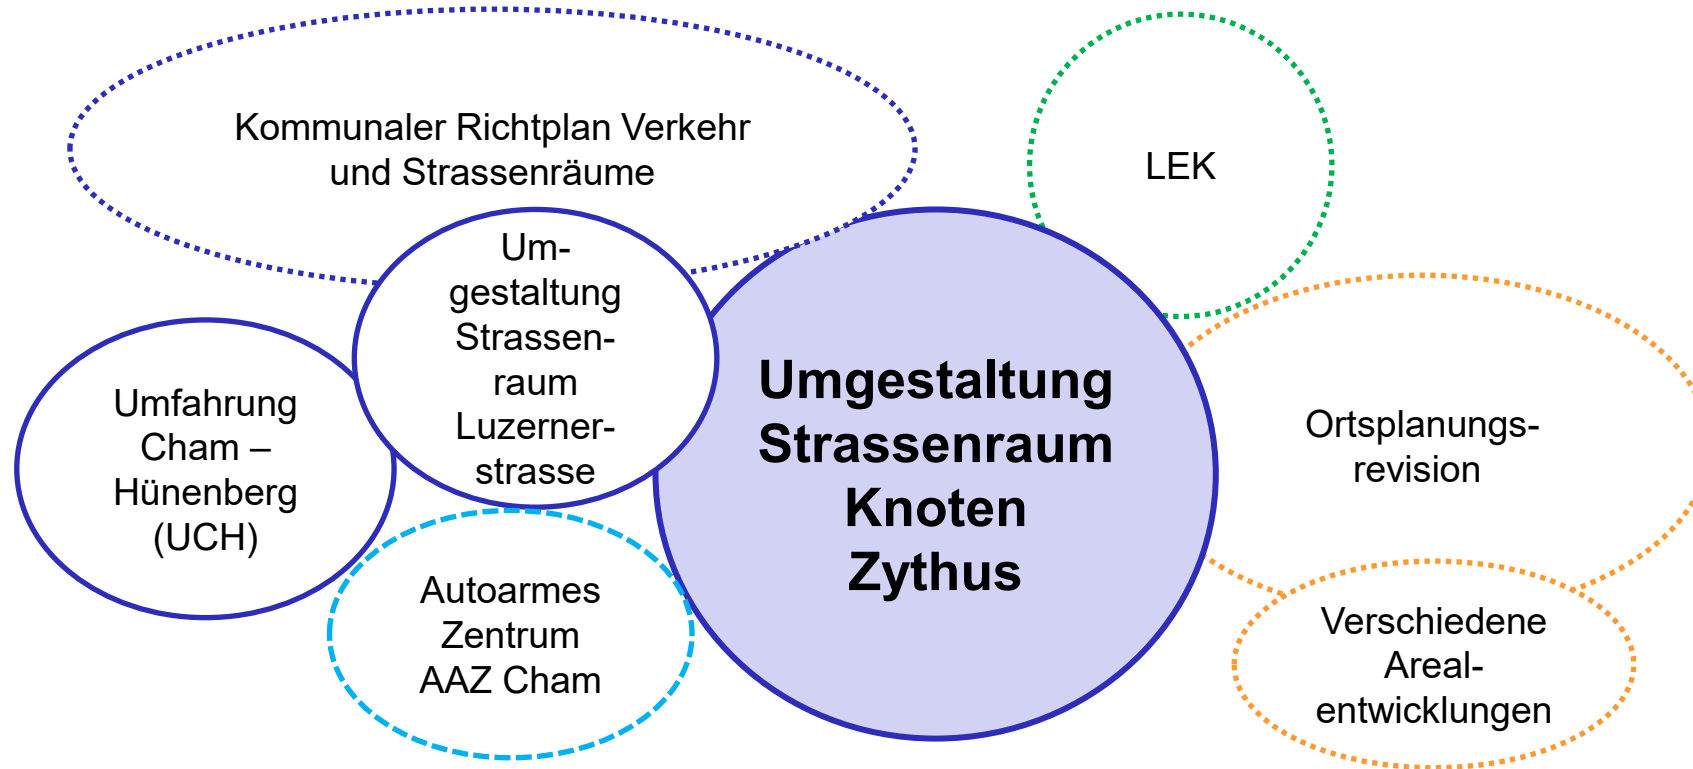 Kommunaler Richtplan Verkehr
und Strassenräume
LEK
Um-
gestaltung
Strassen-
raum
Luzerner-
strasse
Umgestaltung
Strassenraum
Knoten
Zythus
Umfahrung
Cham –
Hünenberg
(UCH)
Ortsplanungs-
revision
Autoarmes
Zentrum
AAZ Cham
Verschiedene
Areal-
entwicklungen